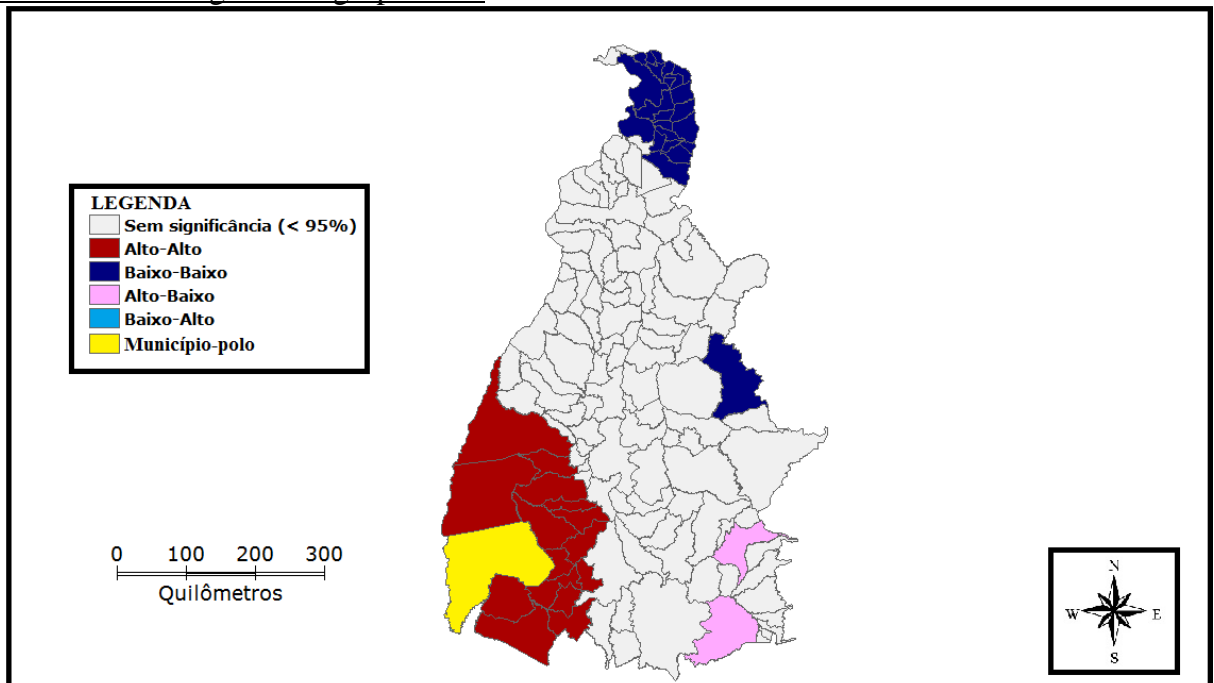 LEGENDA
Sem significância (< 95%)
Alto-Alto
Baixo-Baixo
Alto-Baixo
Baixo-Alto
Município-polo
0 100 200 300
Quilômetros
N
W E
S